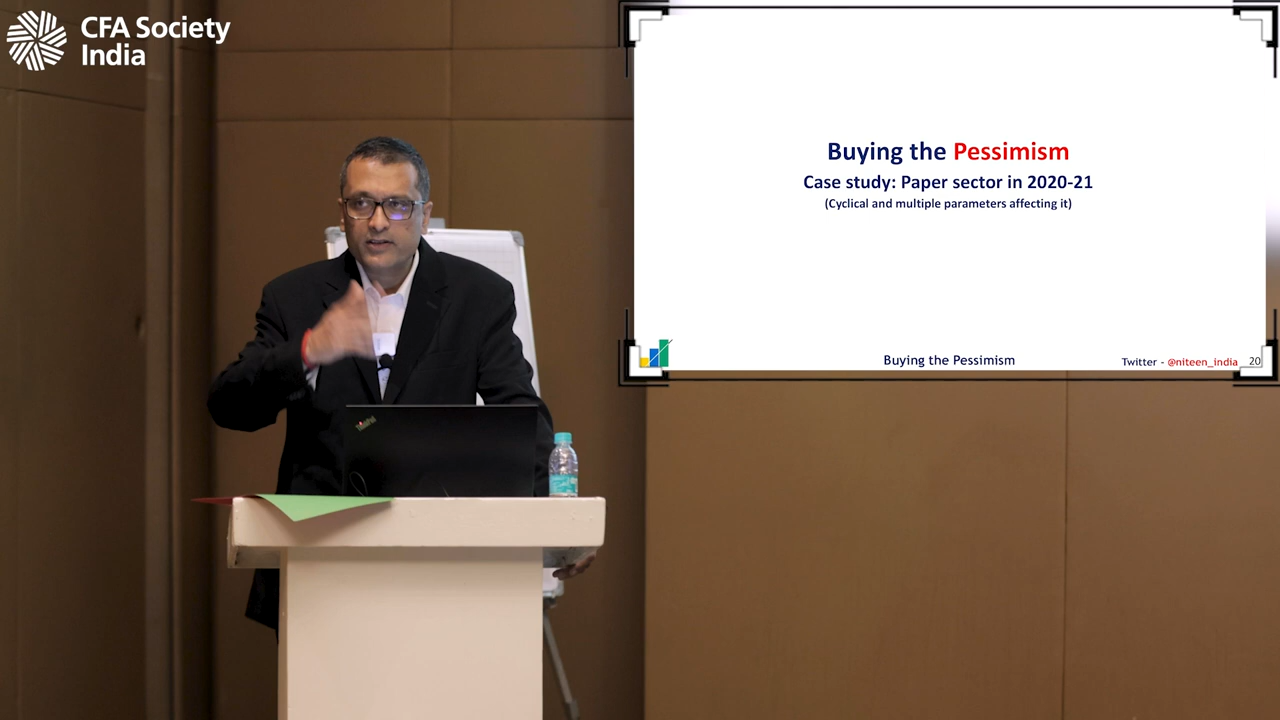 CFA Society
India
Buying the Pessimism
Case study: Paper sector in 2020-21
(Cyclical and multiple parameters affecting it)
Buying the Pessimism
Twitter - @niteen_india
20
ThinkPad